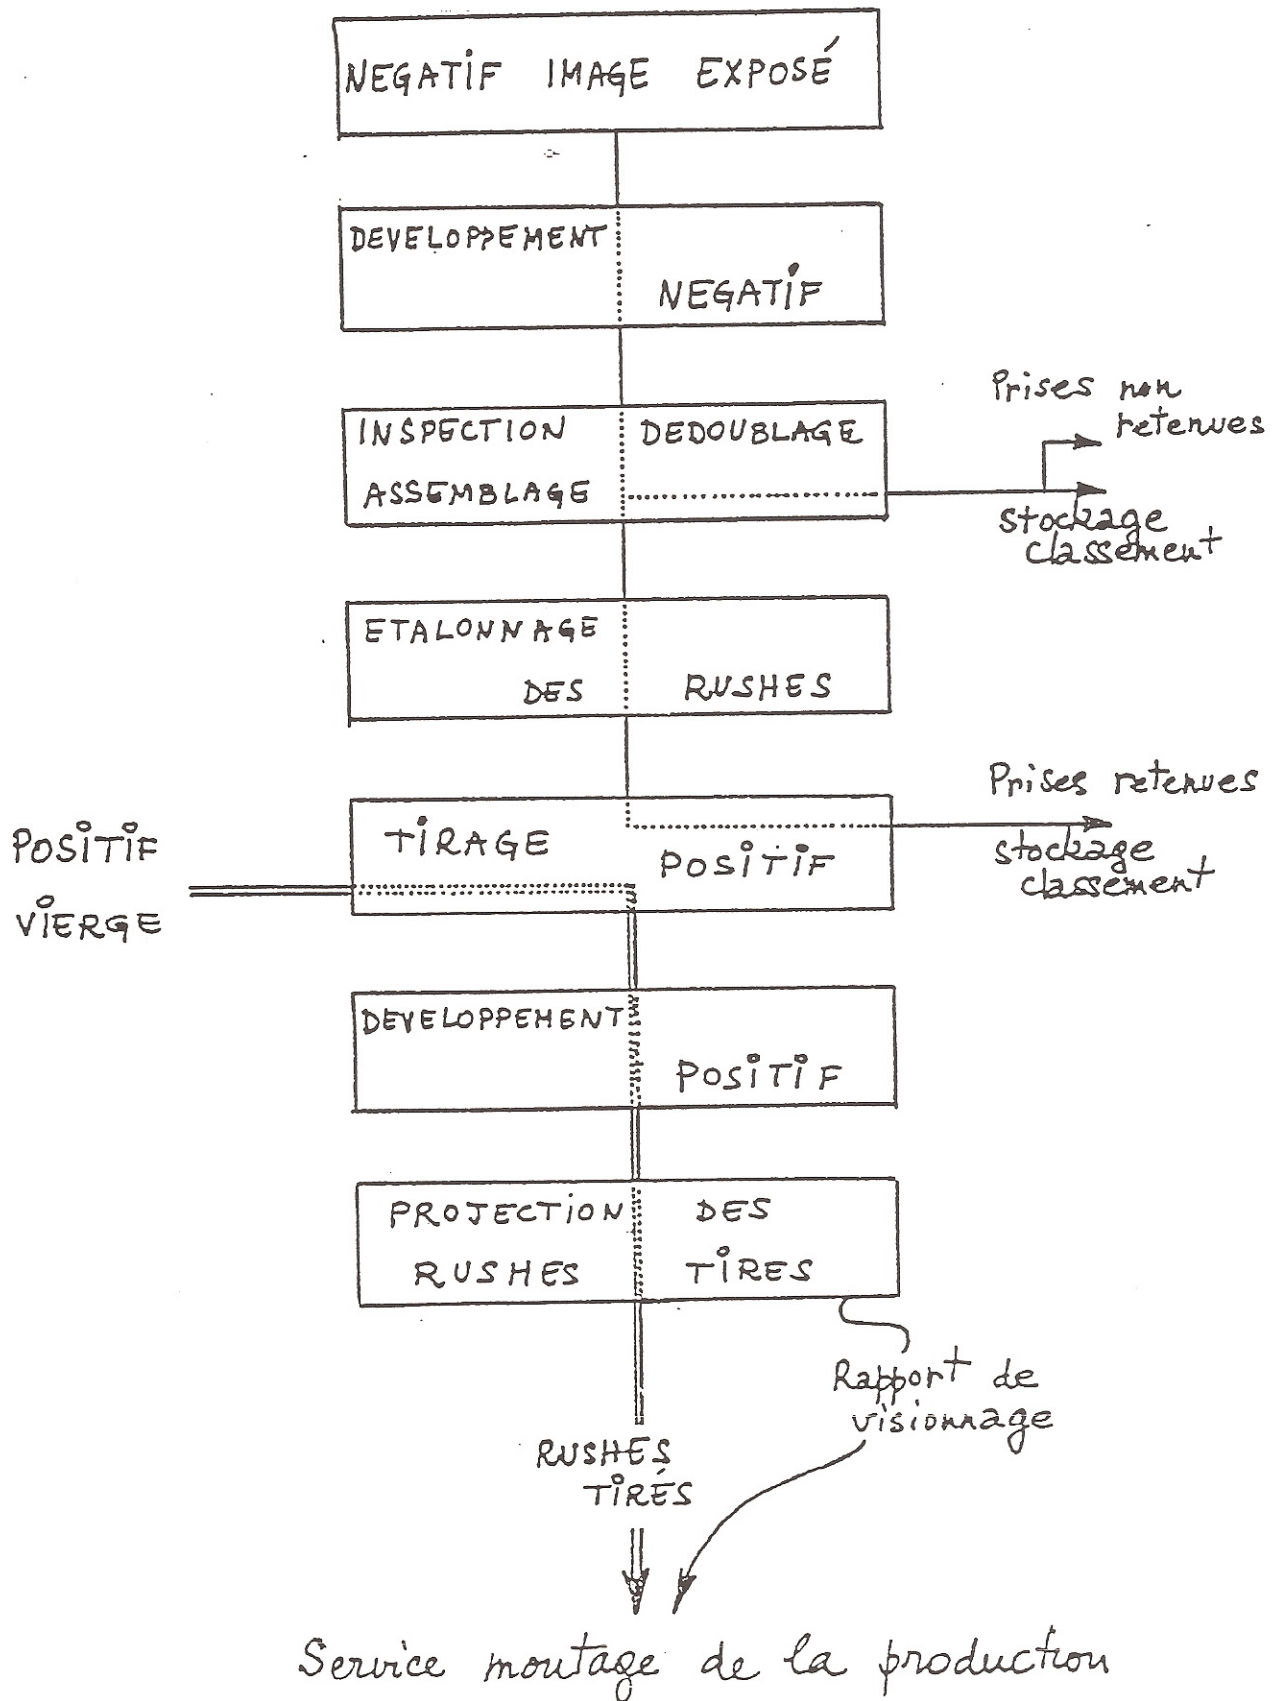 NEGATIF IMAGE EXPOSÉ
DEVELOPPEMENT
NEGATIF
INSPECTION DEDOUBLAGE
ASSEMBLAGE
Prises non
retenues
stockage
classement
ETALONNAGE
DES RUSHES
Prises retenues
stockage
classement
POSITIF
VIERGE
TIRAGE
POSITIF
DEVELOPPEMENT
POSITIF
PROJECTION DES
RUSHES TIRES
Rapport de
visionnage
RUSHES
TIRÉS
Service montage de la production